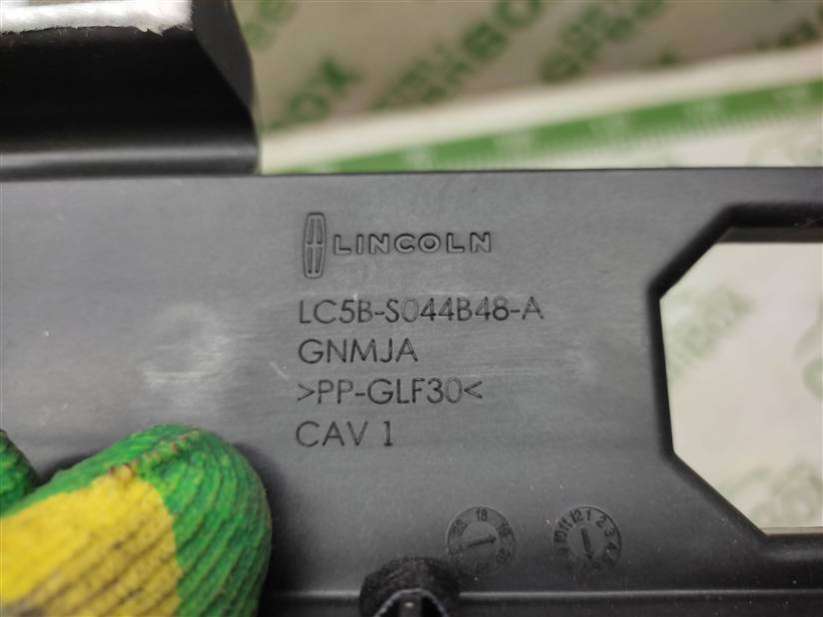 LINCOLN
LC5B-S044B48-A
GNMJA
>PP-GLF30<
CAV 1